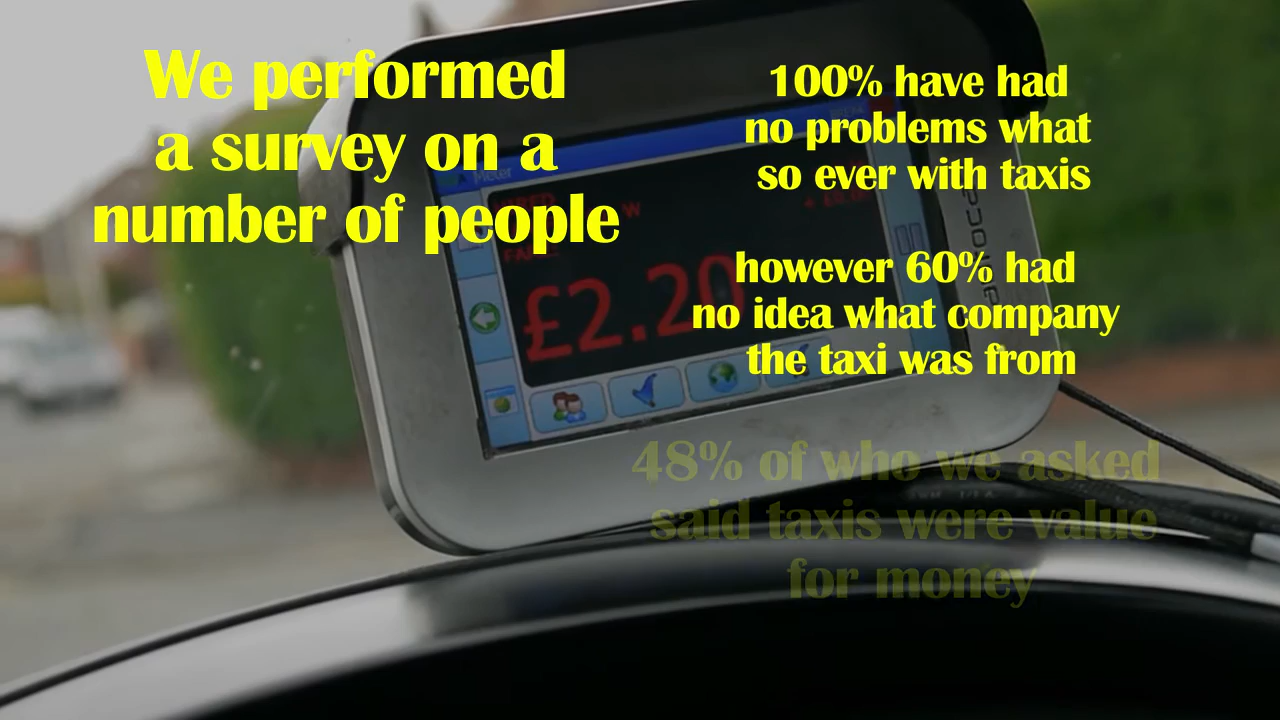 We performed
a survey on a
number of people
100% have had
no problems what
so ever with taxis
however 60% had
no idea what company
the taxi was from
48% of who we asked
said taxis were value
for money
Meter
HIRED
£2.20